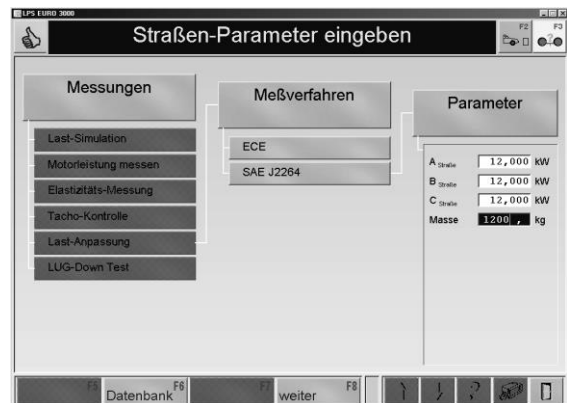 LPS EURO 3000
Straßen-Parameter eingeben
F2
F3
Messungen
Last-Simulation
Motorleistung messen
Elastizitäts-Messung
Tacho-Kontrolle
Last-Anpassung
LUG-Down Test
Meßverfahren
ECE
SAE J2264
Parameter
A Straße 12,000 kW
B Straße 12,000 kW
C Straße 12,000 kW
Masse 1200 , kg
F5
Datenbank F6
F7
weiter F8